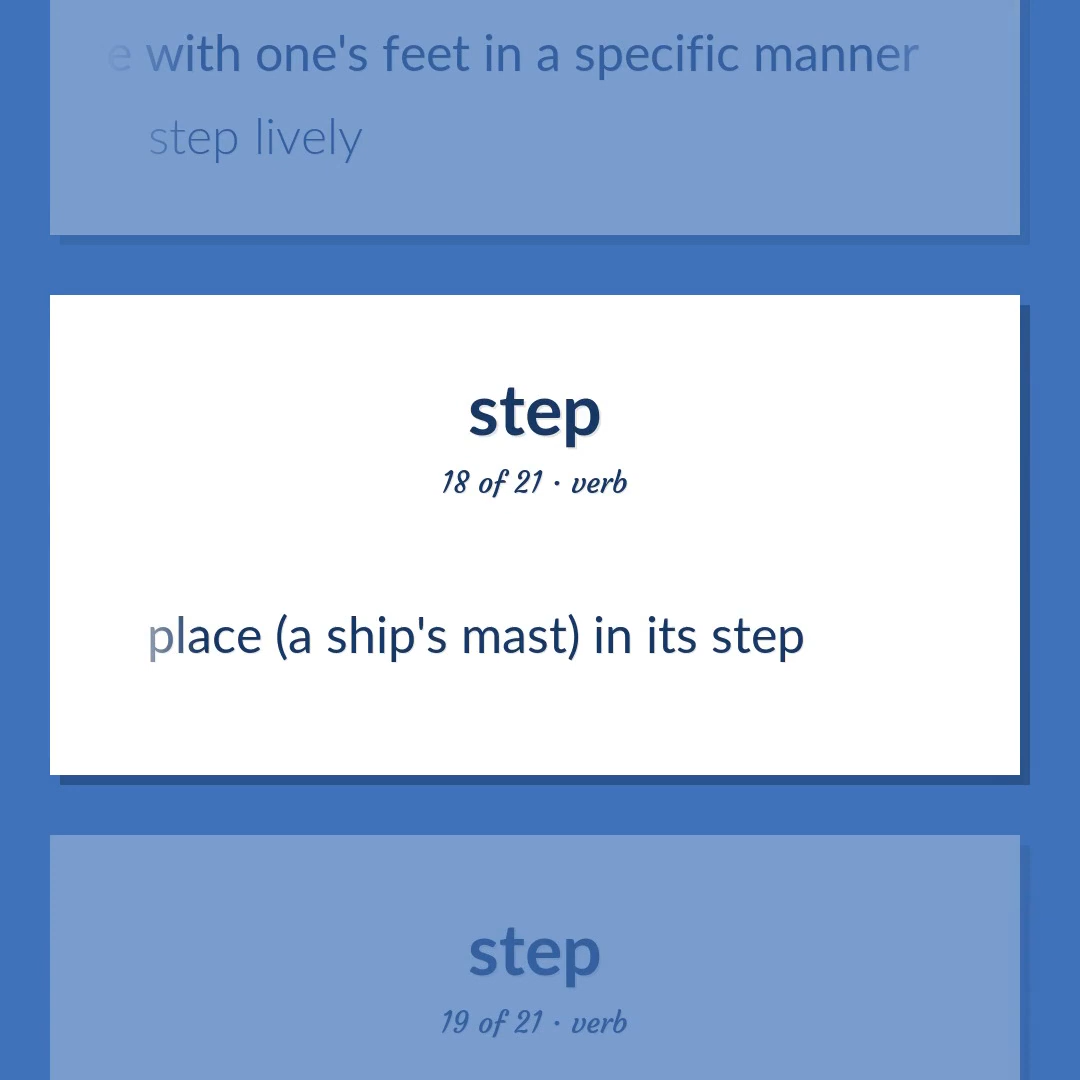 e with one's feet in a specific manner
step lively
step
18 of 21 · verb
place (a ship's mast) in its step
step
19 of 21 · verb